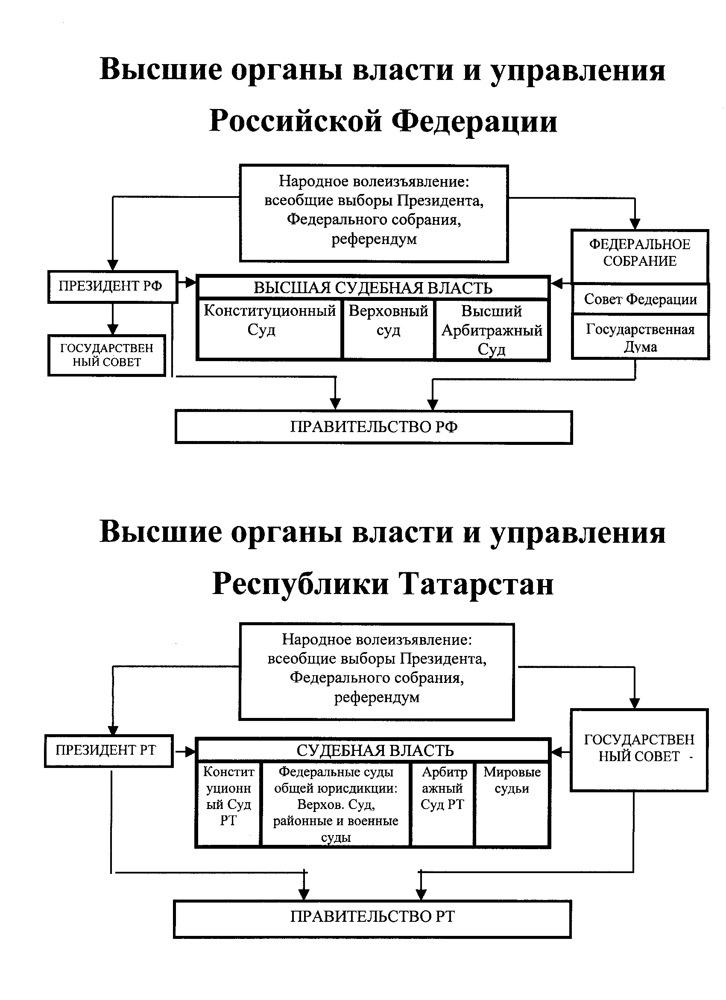 Высшие органы власти и управления
Российской Федерации
Народное волеизъявление:
всеобщие выборы Президента,
Федерального собрания,
референдум
ФЕДЕРАЛЬНОЕ
СОБРАНИЕ
ПРЕЗИДЕНТ РФ
ВЫСШАЯ СУДЕБНАЯ ВЛАСТЬ
Совет Федерации
Конституционный
Суд
Верховный
суд
Высший
Арбитражный
Суд
Государственная
Дума
ГОСУДАРСТВЕН
НЫЙ СОВЕТ
ПРАВИТЕЛЬСТВО РФ
Высшие органы власти и управления
Республики Татарстан
Народное волеизъявление:
всеобщие выборы Президента,
Федерального собрания,
референдум
ПРЕЗИДЕНТ РТ
СУДЕБНАЯ ВЛАСТЬ
ГОСУДАРСТВЕН
НЫЙ СОВЕТ -
Констит
уционн
ый Суд
РТ
Федеральные суды
общей юрисдикции:
Верхов. Суд,
районные и военные
суды
Арбитр
ажный
Суд РТ
Мировые
судьи
ПРАВИТЕЛЬСТВО РТ